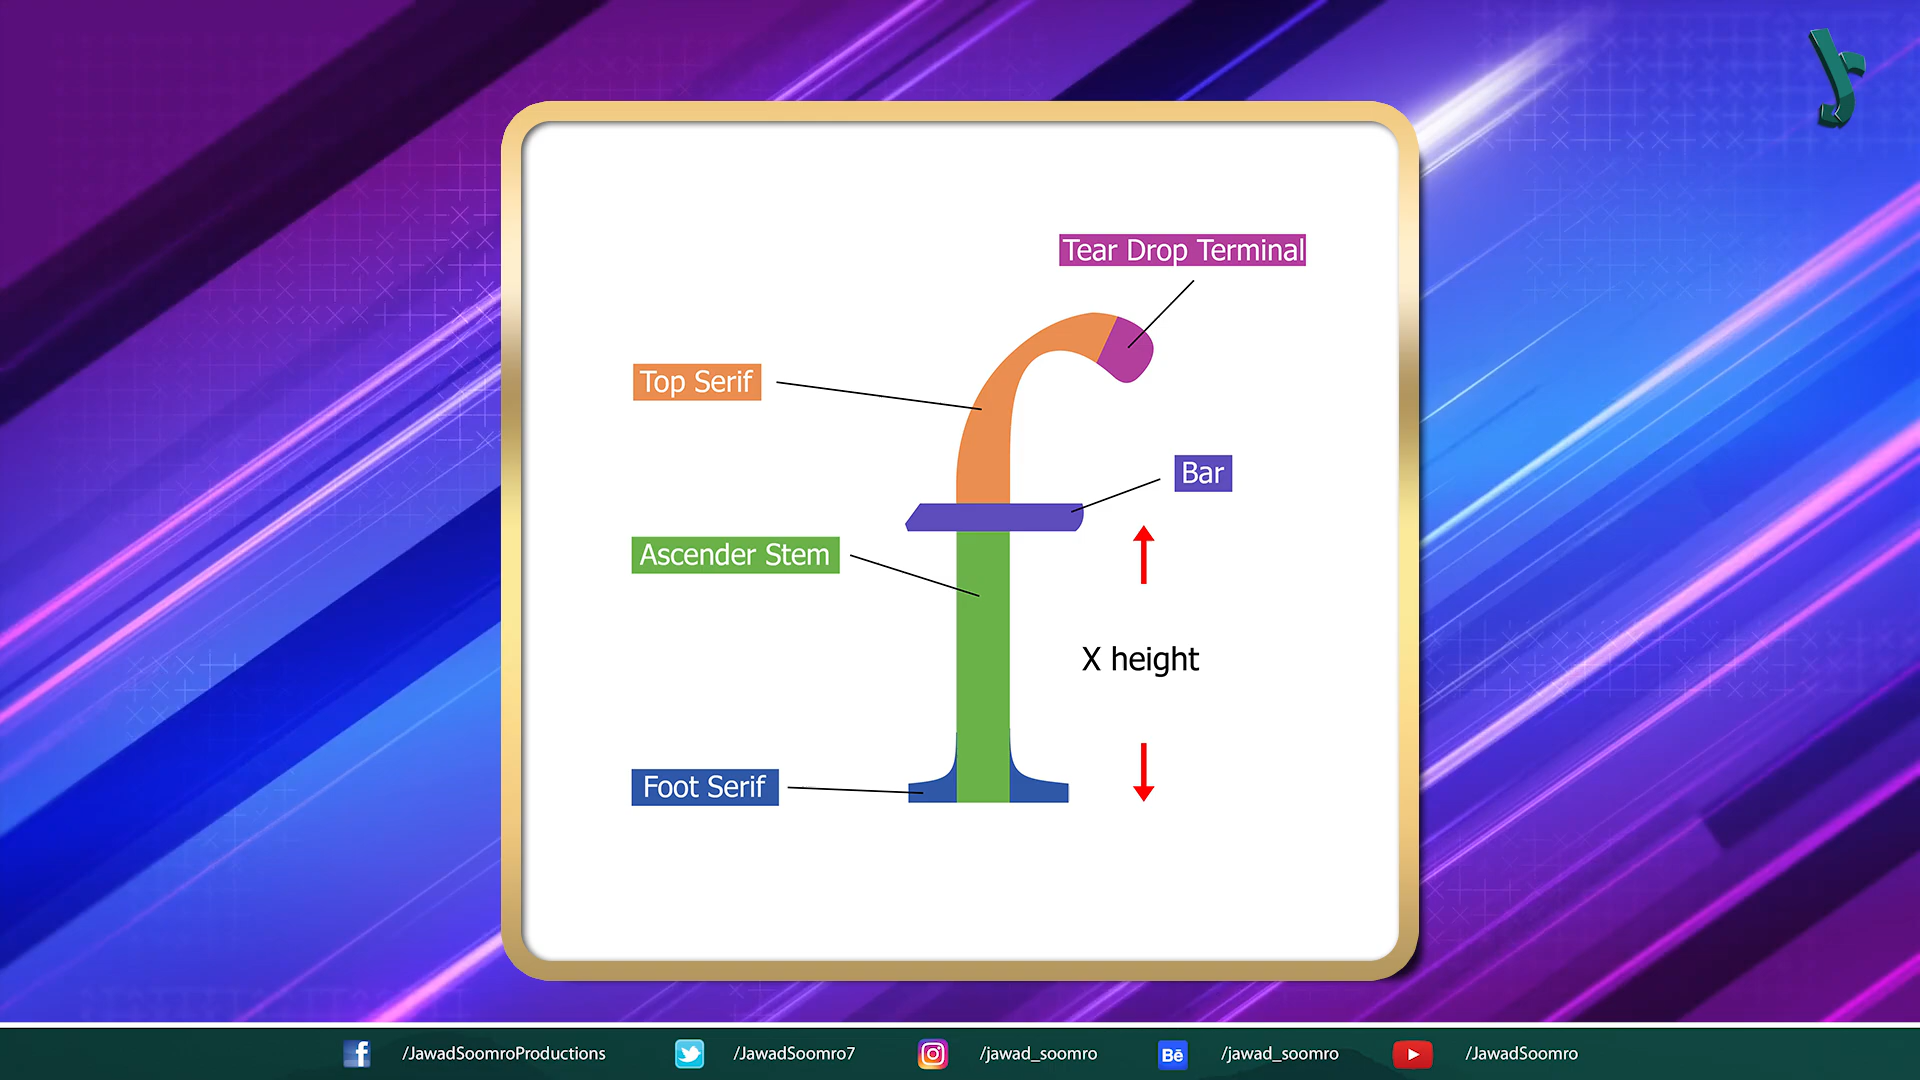 Tear Drop Terminal
Top Serif
Bar
Ascender Stem
X height
Foot Serif
/JawadSoomroProductions
/JawadSoomro7
/jawad_soomro
Bē
/jawad_soomro
/JawadSoomro